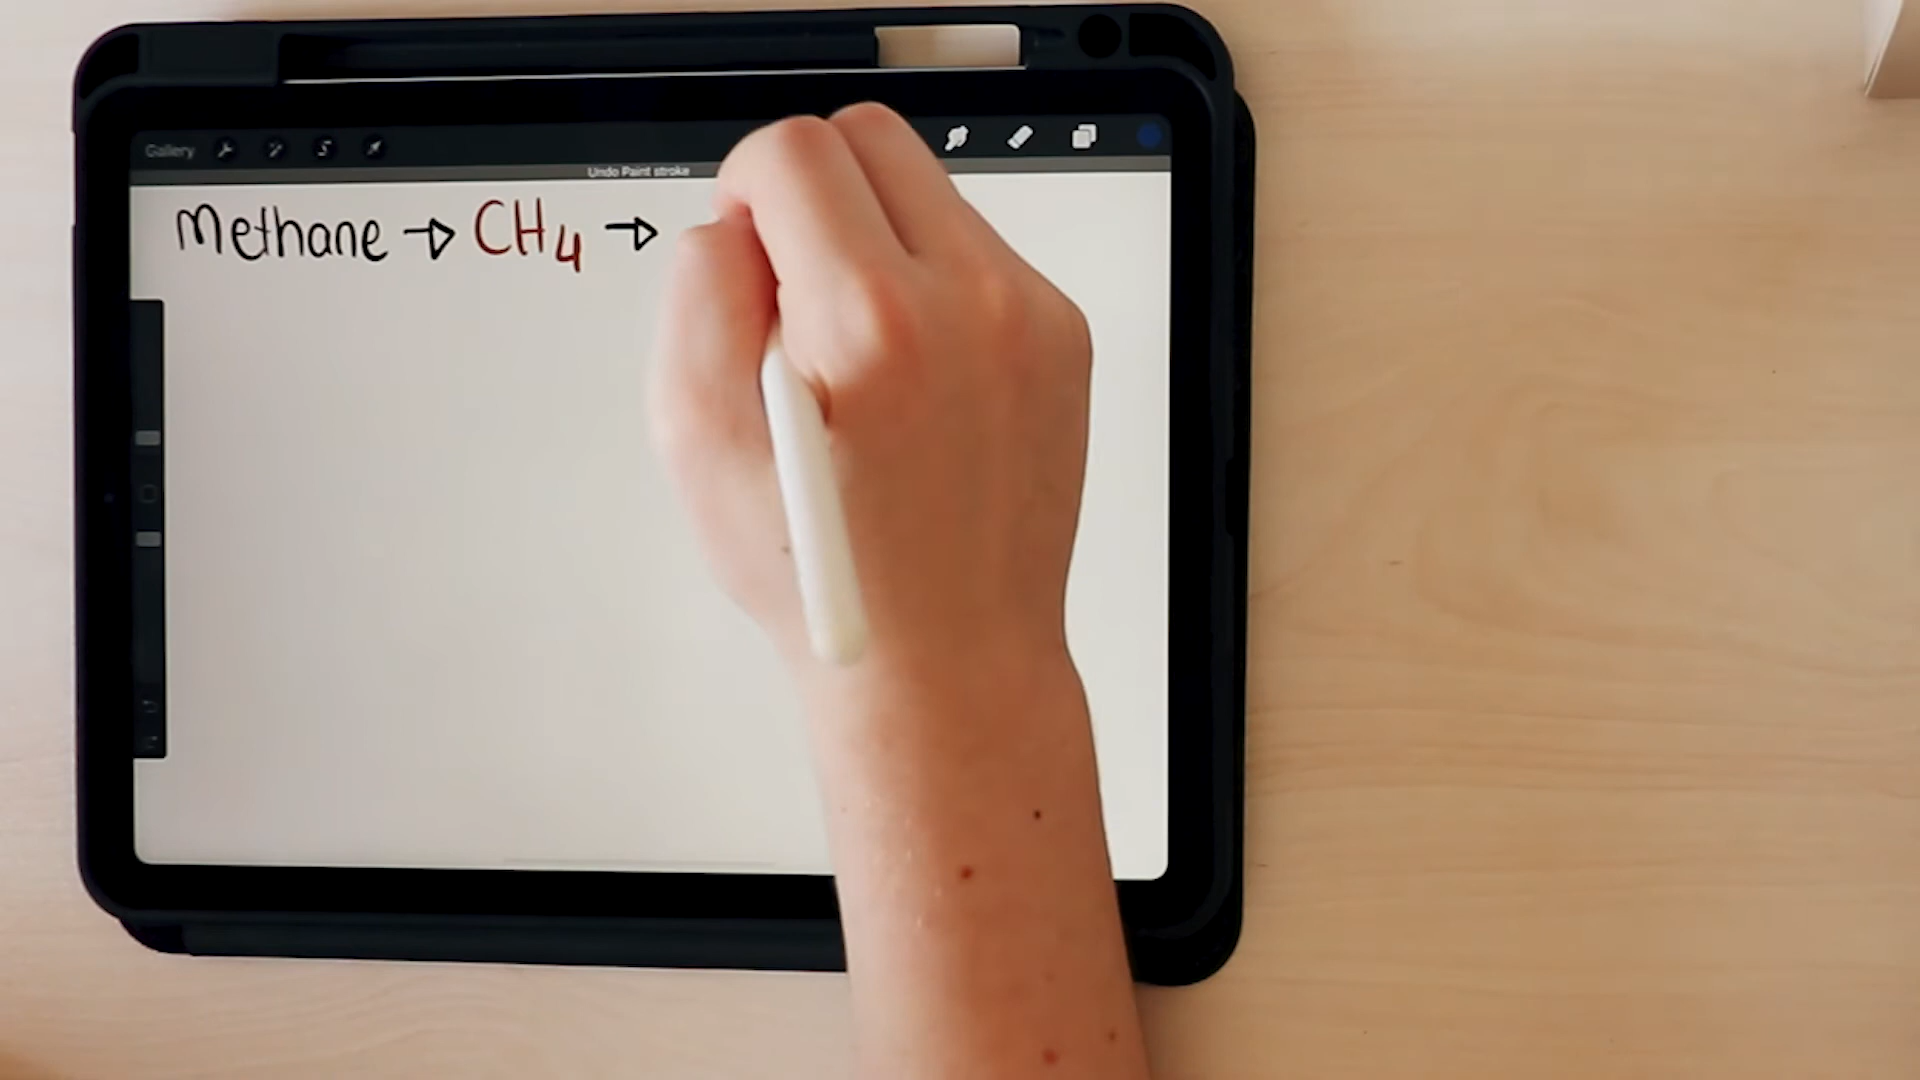 Gallery
Undo Paint stroke
Methane → CH4 →